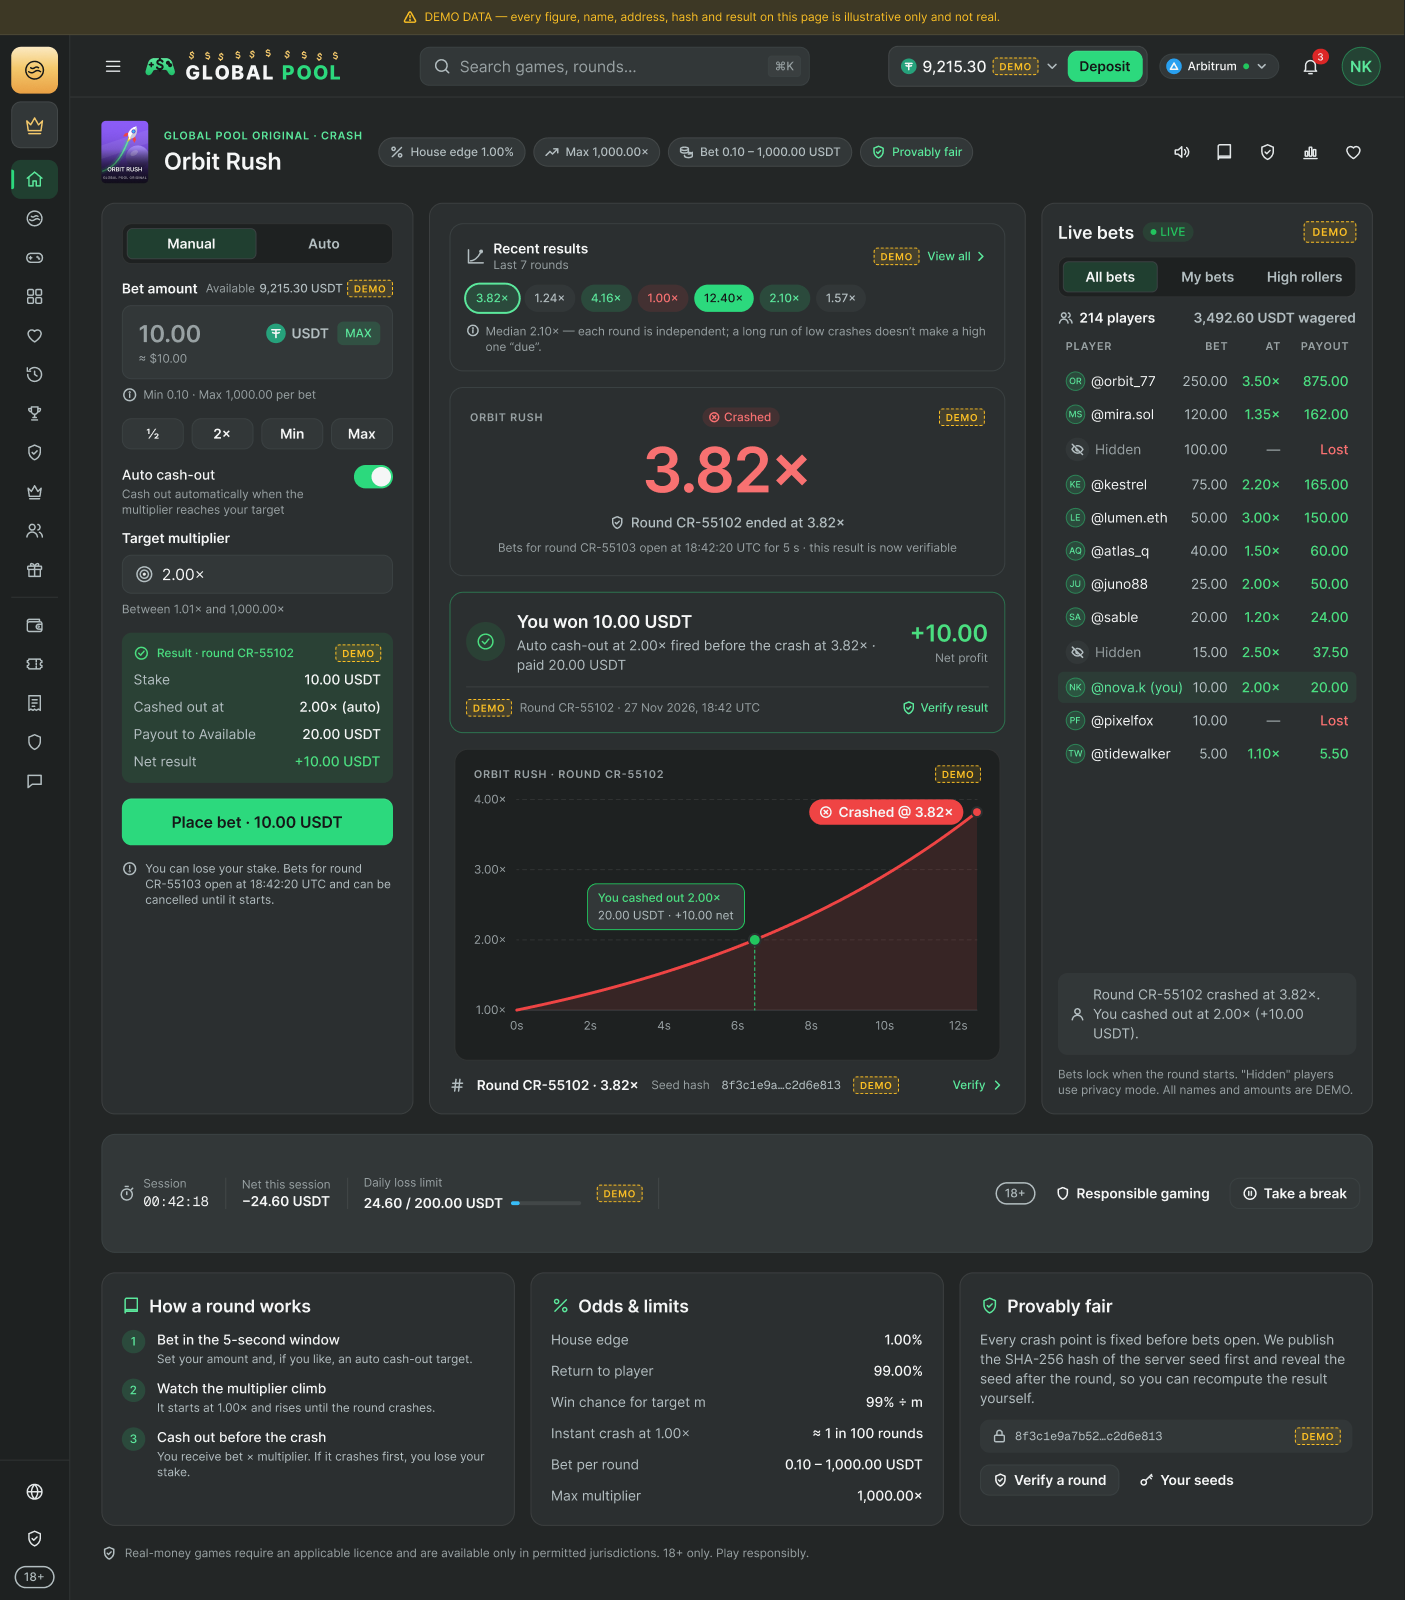 DEMO DATA — every figure, name, address, hash and result on this page is illustrative only and not real.
GLOBAL POOL
Search games, rounds...
⌘K
9,215.30 DEMO
Deposit
Arbitrum
3
NK
ORBIT RUSH
GLOBAL POOL ORIGINAL
GLOBAL POOL ORIGINAL · CRASH
Orbit Rush
House edge 1.00%
Max 1,000.00×
Bet 0.10 – 1,000.00 USDT
Provably fair
Manual
Auto
Bet amount
Available 9,215.30 USDT DEMO
10.00
USDT
MAX
≈ $10.00
Min 0.10 · Max 1,000.00 per bet
½
2×
Min
Max
Auto cash-out
Cash out automatically when the
multiplier reaches your target
Target multiplier
2.00×
Between 1.01× and 1,000.00×
Result · round CR-55102
DEMO
Stake 10.00 USDT
Cashed out at 2.00× (auto)
Payout to Available 20.00 USDT
Net result +10.00 USDT
Place bet · 10.00 USDT
You can lose your stake. Bets for round
CR-55103 open at 18:42:20 UTC and can be
cancelled until it starts.
Recent results
Last 7 rounds
DEMO
View all
3.82× 1.24× 4.16× 1.00× 12.40× 2.10× 1.57×
Median 2.10× — each round is independent; a long run of low crashes doesn’t make a high
one “due”.
ORBIT RUSH
Crashed
DEMO
3.82×
Round CR-55102 ended at 3.82×
Bets for round CR-55103 open at 18:42:20 UTC for 5 s · this result is now verifiable
You won 10.00 USDT
Auto cash-out at 2.00× fired before the crash at 3.82× ·
paid 20.00 USDT
+10.00
Net profit
DEMO
Round CR-55102 · 27 Nov 2026, 18:42 UTC
Verify result
ORBIT RUSH · ROUND CR-55102
DEMO
4.00×
Crashed @ 3.82×
3.00×
You cashed out 2.00×
20.00 USDT · +10.00 net
2.00×
1.00×
0s 2s 4s 6s 8s 10s 12s
Round CR-55102 · 3.82×
Seed hash
8f3c1e9a…c2d6e813
DEMO
Verify
Live bets
LIVE
DEMO
All bets
My bets
High rollers
214 players
3,492.60 USDT wagered
PLAYER BET AT PAYOUT
OR @orbit_77 250.00 3.50× 875.00
MS @mira.sol 120.00 1.35× 162.00
Hidden 100.00 — Lost
KE @kestrel 75.00 2.20× 165.00
LE @lumen.eth 50.00 3.00× 150.00
AQ @atlas_q 40.00 1.50× 60.00
JU @juno88 25.00 2.00× 50.00
SA @sable 20.00 1.20× 24.00
Hidden 15.00 2.50× 37.50
NK @nova.k (you) 10.00 2.00× 20.00
PF @pixelfox 10.00 — Lost
TW @tidewalker 5.00 1.10× 5.50
Round CR-55102 crashed at 3.82×.
You cashed out at 2.00× (+10.00
USDT).
Bets lock when the round starts. "Hidden" players
use privacy mode. All names and amounts are DEMO.
Session
00:42:18
Net this session
−24.60 USDT
Daily loss limit
24.60 / 200.00 USDT
DEMO
18+
Responsible gaming
Take a break
How a round works
1 Bet in the 5-second window
Set your amount and, if you like, an auto cash-out target.
2 Watch the multiplier climb
It starts at 1.00× and rises until the round crashes.
3 Cash out before the crash
You receive bet × multiplier. If it crashes first, you lose your
stake.
Odds & limits
House edge 1.00%
Return to player 99.00%
Win chance for target m 99% ÷ m
Instant crash at 1.00× ≈ 1 in 100 rounds
Bet per round 0.10 – 1,000.00 USDT
Max multiplier 1,000.00×
Provably fair
Every crash point is fixed before bets open. We publish
the SHA-256 hash of the server seed first and reveal the
seed after the round, so you can recompute the result
yourself.
8f3c1e9a7b52…c2d6e813
DEMO
Verify a round
Your seeds
18+
Real-money games require an applicable licence and are available only in permitted jurisdictions. 18+ only. Play responsibly.